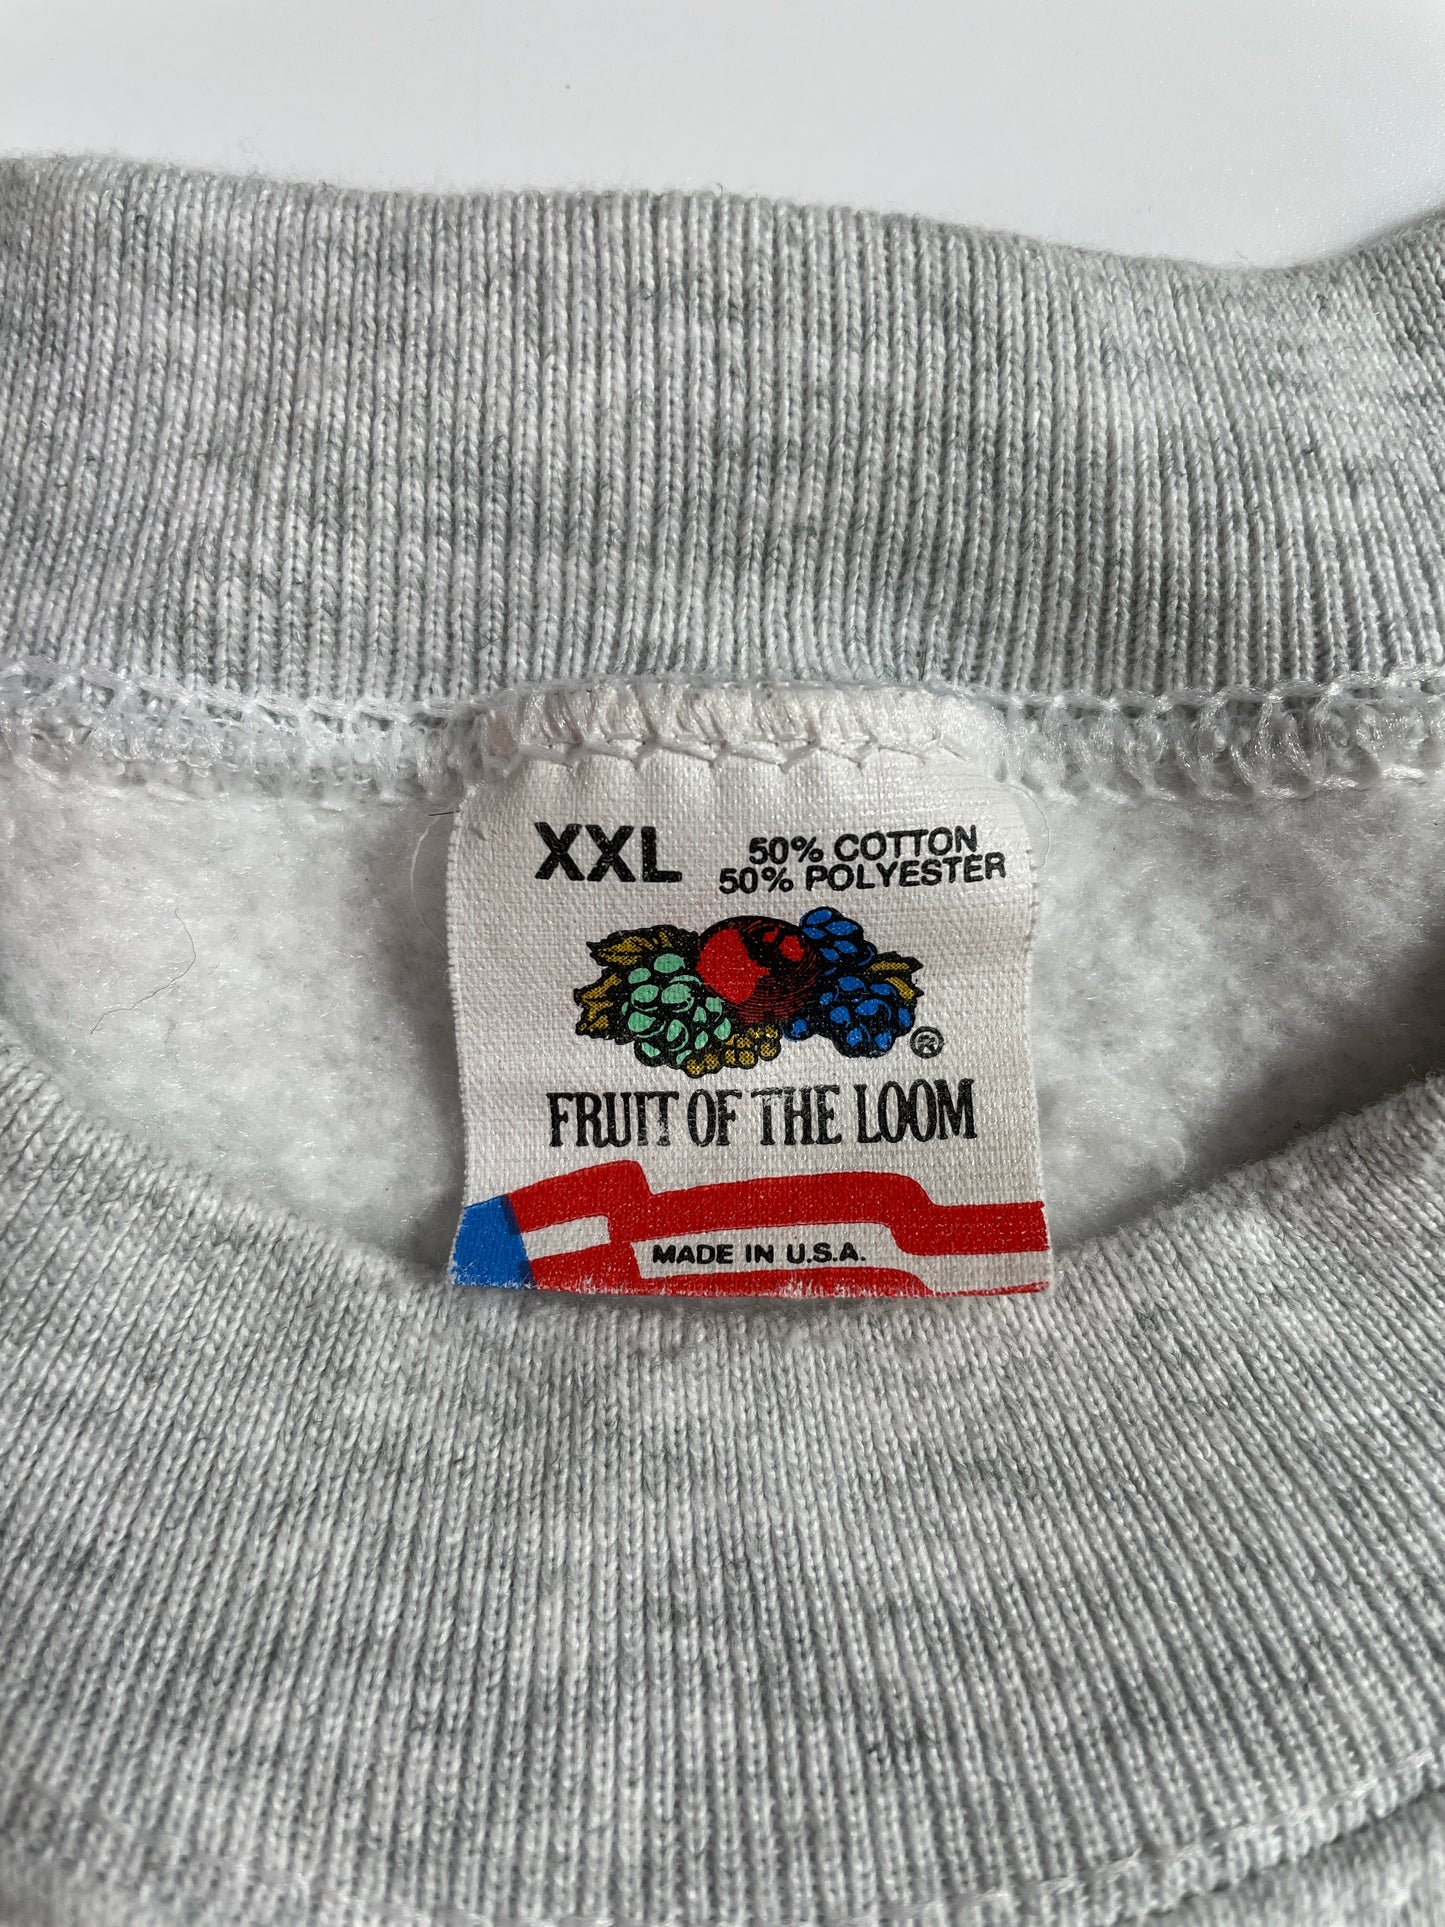 XXL
50% COTTON
50% POLYESTER
®
FRUIT OF THE LOOM
MADE IN U.S.A.